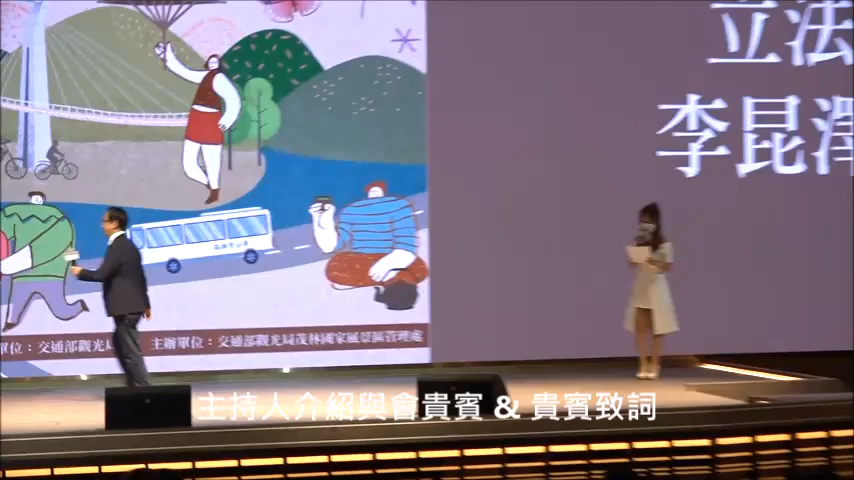 立法
李昆澤
單位：交通部觀光局
主辦單位：交通部觀光局茂林國家風景區管理處
主持人介紹與會貴賓 & 貴賓致詞